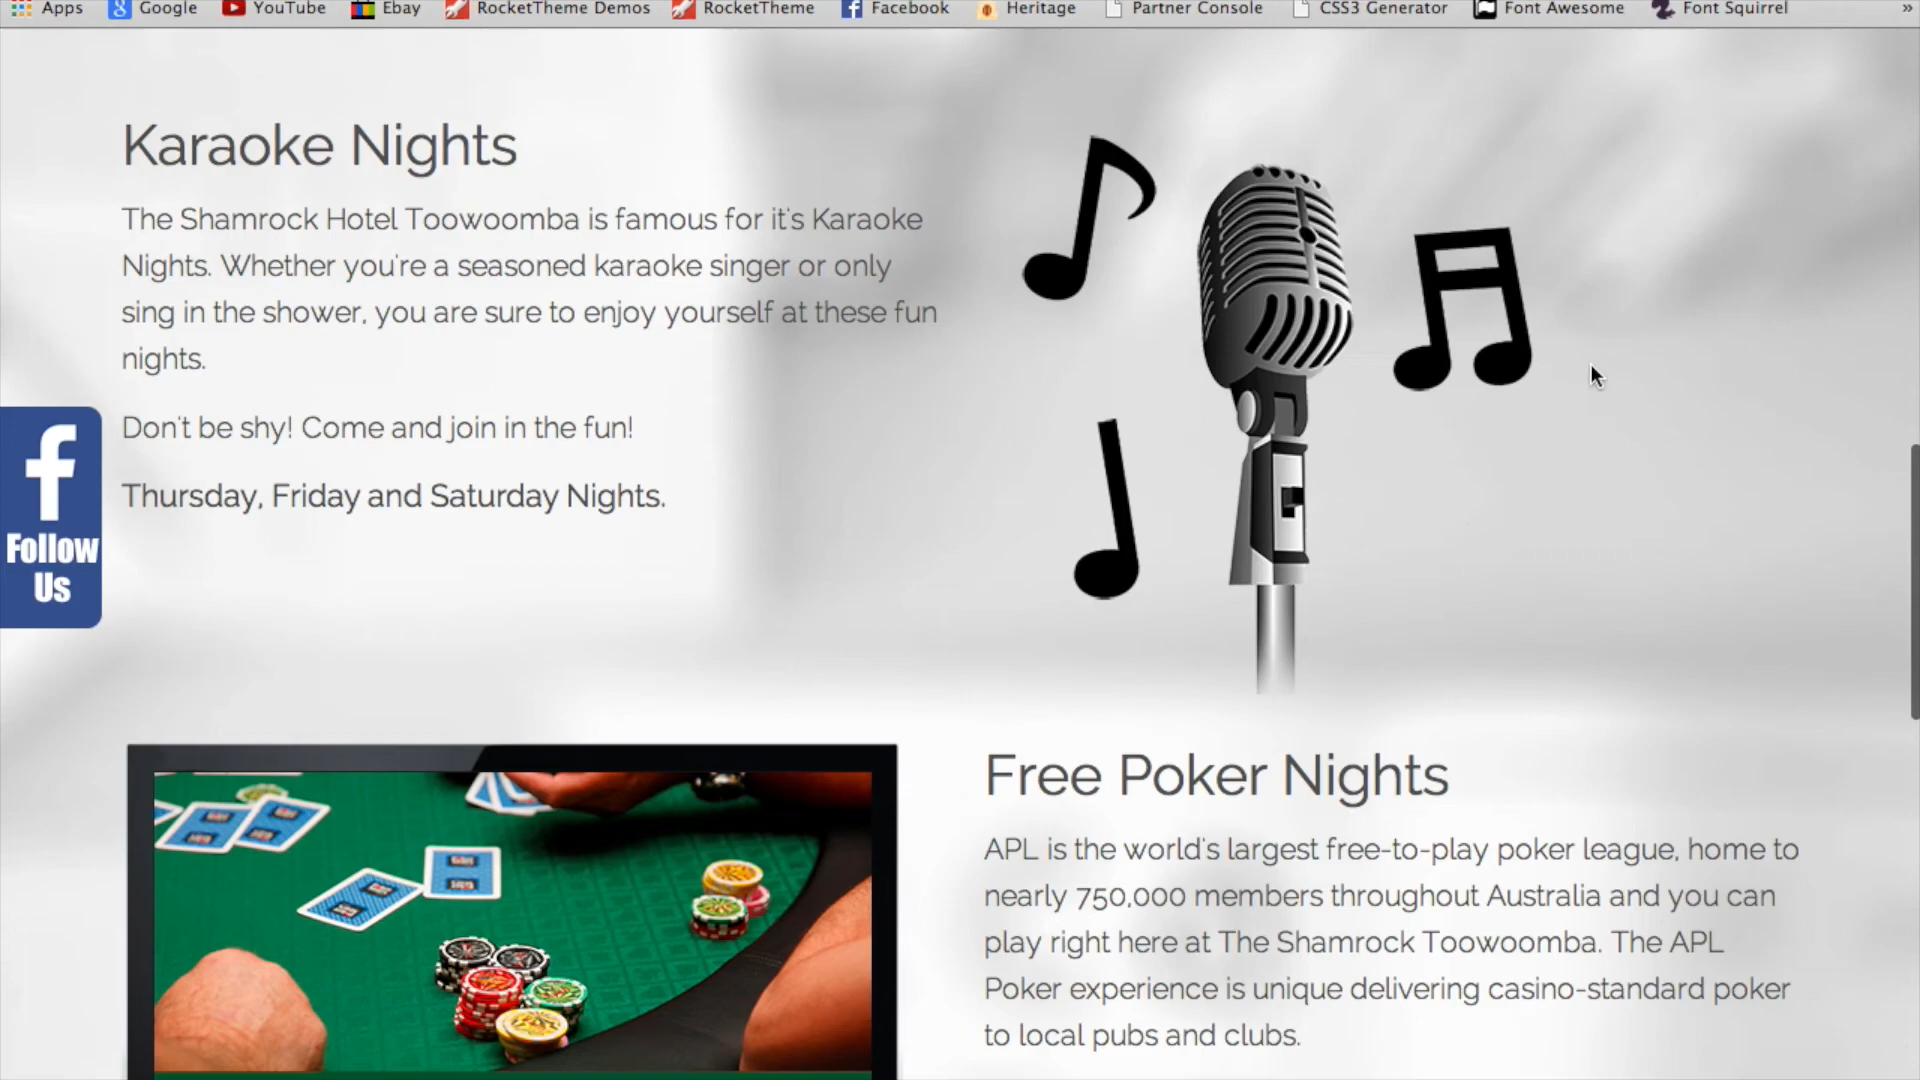 Apps Google YouTube Ebay RocketTheme Demos RocketTheme Facebook Heritage Partner Console CSS3 Generator Font Awesome Font Squirrel »
Karaoke Nights
The Shamrock Hotel Toowoomba is famous for it's Karaoke
Nights. Whether you're a seasoned karaoke singer or only
sing in the shower, you are sure to enjoy yourself at these fun
nights.
Don't be shy! Come and join in the fun!
Thursday, Friday and Saturday Nights.
Follow
Us
Free Poker Nights
APL is the world's largest free-to-play poker league, home to
nearly 750,000 members throughout Australia and you can
play right here at The Shamrock Toowoomba. The APL
Poker experience is unique delivering casino-standard poker
to local pubs and clubs.